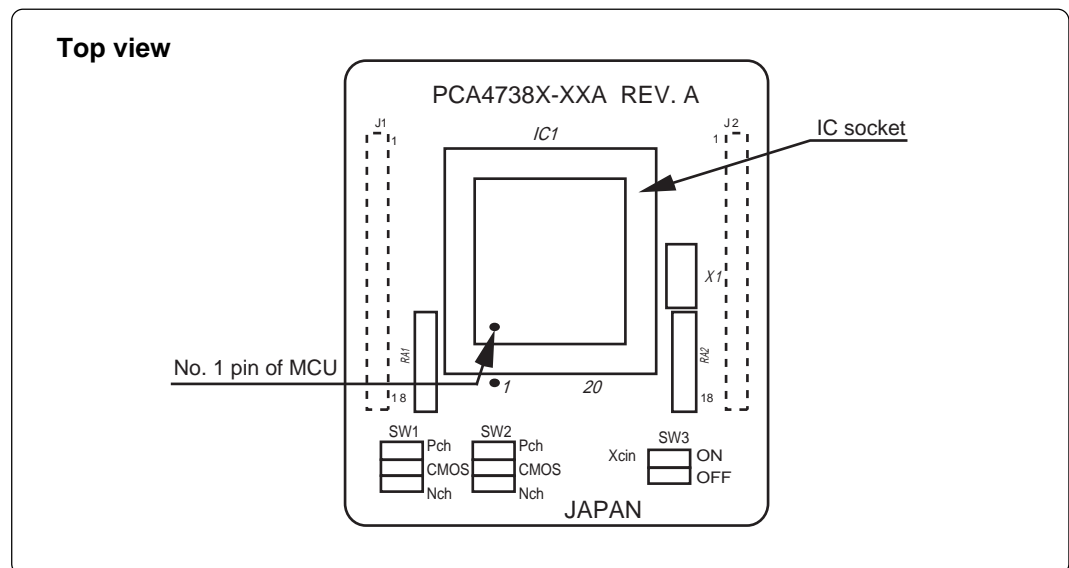 Top view
PCA4738X-XXA REV. A
J1
1
IC1
J2
1
IC socket
X1
RA1
RA2
No. 1 pin of MCU
1
20
18
18
SW1
Pch
CMOS
Nch
SW2
Pch
CMOS
Nch
SW3
Xcin
ON
OFF
JAPAN